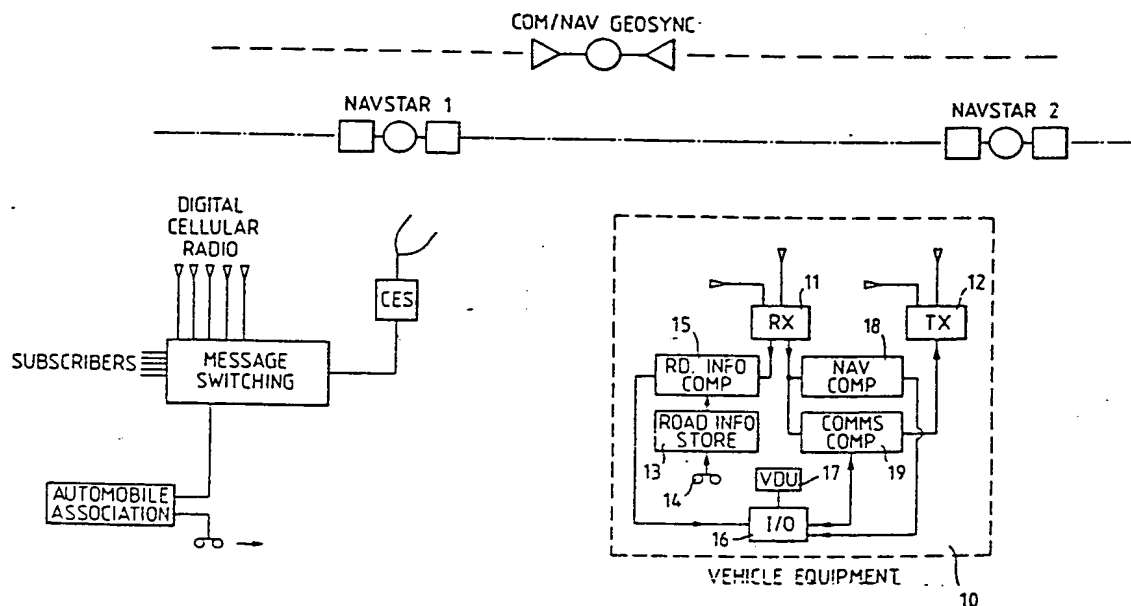 COM/NAV GEOSYNC
NAVSTAR 1
NAVSTAR 2
DIGITAL
CELLULAR
RADIO
CES
SUBSCRIBERS
MESSAGE
SWITCHING
AUTOMOBILE
ASSOCIATION
11
RX
12
TX
15
RD. INFO
COMP
18
NAV
COMP
ROAD INFO
STORE
13
COMMS
COMP
19
14
VDU
17
I/O
16
VEHICLE EQUIPMENT
10